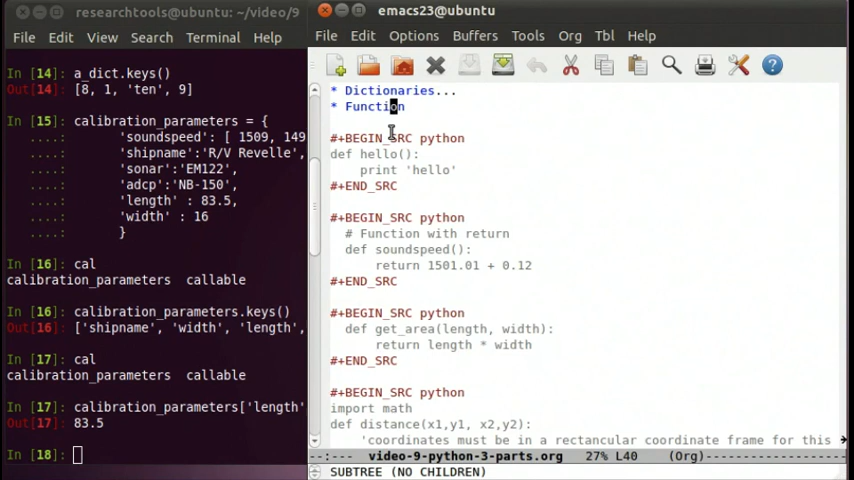 researchtools@ubuntu: ~/video/9
File Edit View Search Terminal Help
In [14]: a_dict.keys()
Out[14]: [8, 1, 'ten', 9]
In [15]: calibration_parameters = {
....: 'soundspeed': [ 1509, 149
....: 'shipname':'R/V Revelle',
....: 'sonar':'EM122',
....: 'adcp':'NB-150',
....: 'length' : 83.5,
....: 'width' : 16
....: }
In [16]: cal
calibration_parameters callable
In [16]: calibration_parameters.keys()
Out[16]: ['shipname', 'width', 'length',
In [17]: cal
calibration_parameters callable
In [17]: calibration_parameters['length'
Out[17]: 83.5
In [18]:
emacs23@ubuntu
File Edit Options Buffers Tools Org Tbl Help
* Dictionaries...
* Function
#+BEGIN_SRC python
def hello():
print 'hello'
#+END_SRC
#+BEGIN_SRC python
# Function with return
def soundspeed():
return 1501.01 + 0.12
#+END_SRC
#+BEGIN_SRC python
def get_area(length, width):
return length * width
#+END_SRC
#+BEGIN_SRC python
import math
def distance(x1,y1, x2,y2):
'coordinates must be in a rectancular coordinate frame for this
--:--- video-9-python-3-parts.org 27% L40 (Org)------------------
SUBTREE (NO CHILDREN)